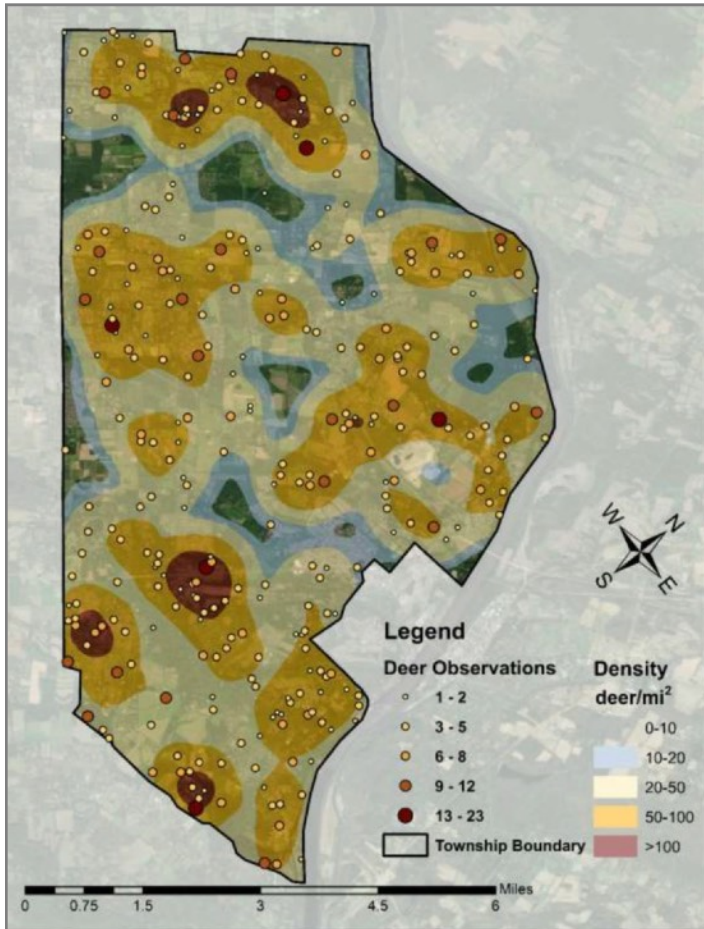 N
W
E
S
Legend
Deer Observations
1 - 2
3 - 5
6 - 8
9 - 12
13 - 23
Township Boundary
Density
deer/mi²
0-10
10-20
20-50
50-100
>100
Miles
0 0.75 1.5 3 4.5 6